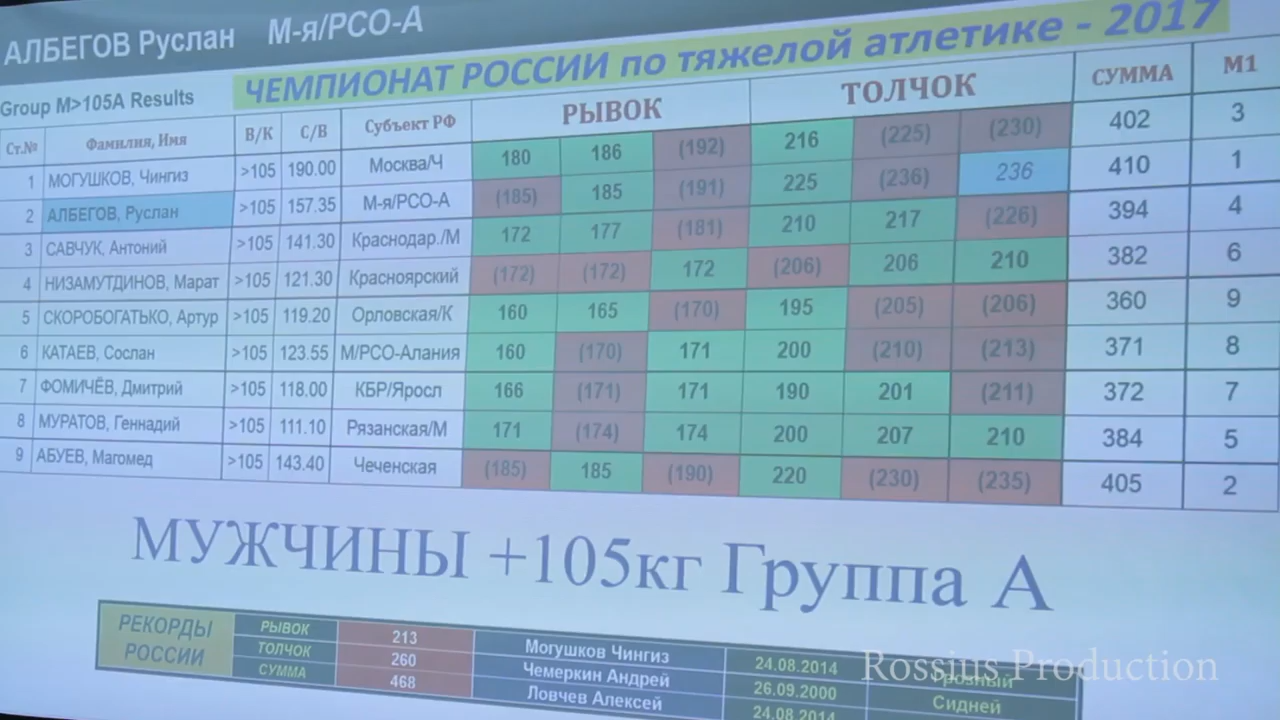 АЛБЕГОВ Руслан М-я/РСО-А
ЧЕМПИОНАТ РОССИИ по тяжелой атлетике - 2017
Group M>105A Results
Ст.№ Фамилия, Имя В/К С/В Субъект РФ РЫВОК ТОЛЧОК СУММА М1
1 МОГУШКОВ, Чингиз >105 190.00 Москва/Ч 180 186 (192) 216 (225) (230) 402 3
2 АЛБЕГОВ, Руслан >105 157.35 М-я/РСО-А (185) 185 (191) 225 (236) 236 410 1
3 САВЧУК, Антоний >105 141.30 Краснодар./М 172 177 (181) 210 217 (226) 394 4
4 НИЗАМУТДИНОВ, Марат >105 121.30 Красноярский (172) (172) 172 (206) 206 210 382 6
5 СКОРОБОГАТЬКО, Артур >105 119.20 Орловская/К 160 165 (170) 195 (205) (206) 360 9
6 КАТАЕВ, Сослан >105 123.55 М/РСО-Алания 160 (170) 171 200 (210) (213) 371 8
7 ФОМИЧЁВ, Дмитрий >105 118.00 КБР/Яросл 166 (171) 171 190 201 (211) 372 7
8 МУРАТОВ, Геннадий >105 111.10 Рязанская/М 171 (174) 174 200 207 210 384 5
9 АБУЕВ, Магомед >105 143.40 Чеченская (185) 185 (190) 220 (230) (235) 405 2
МУЖЧИНЫ +105кг Группа А
РЕКОРДЫ РОССИИ
РЫВОК 213 Могушков Чингиз 24.08.2014 Грозный
ТОЛЧОК 260 Чемеркин Андрей 26.09.2000 Сидней
СУММА 468 Ловчев Алексей 24.08.2014
Rossius Production